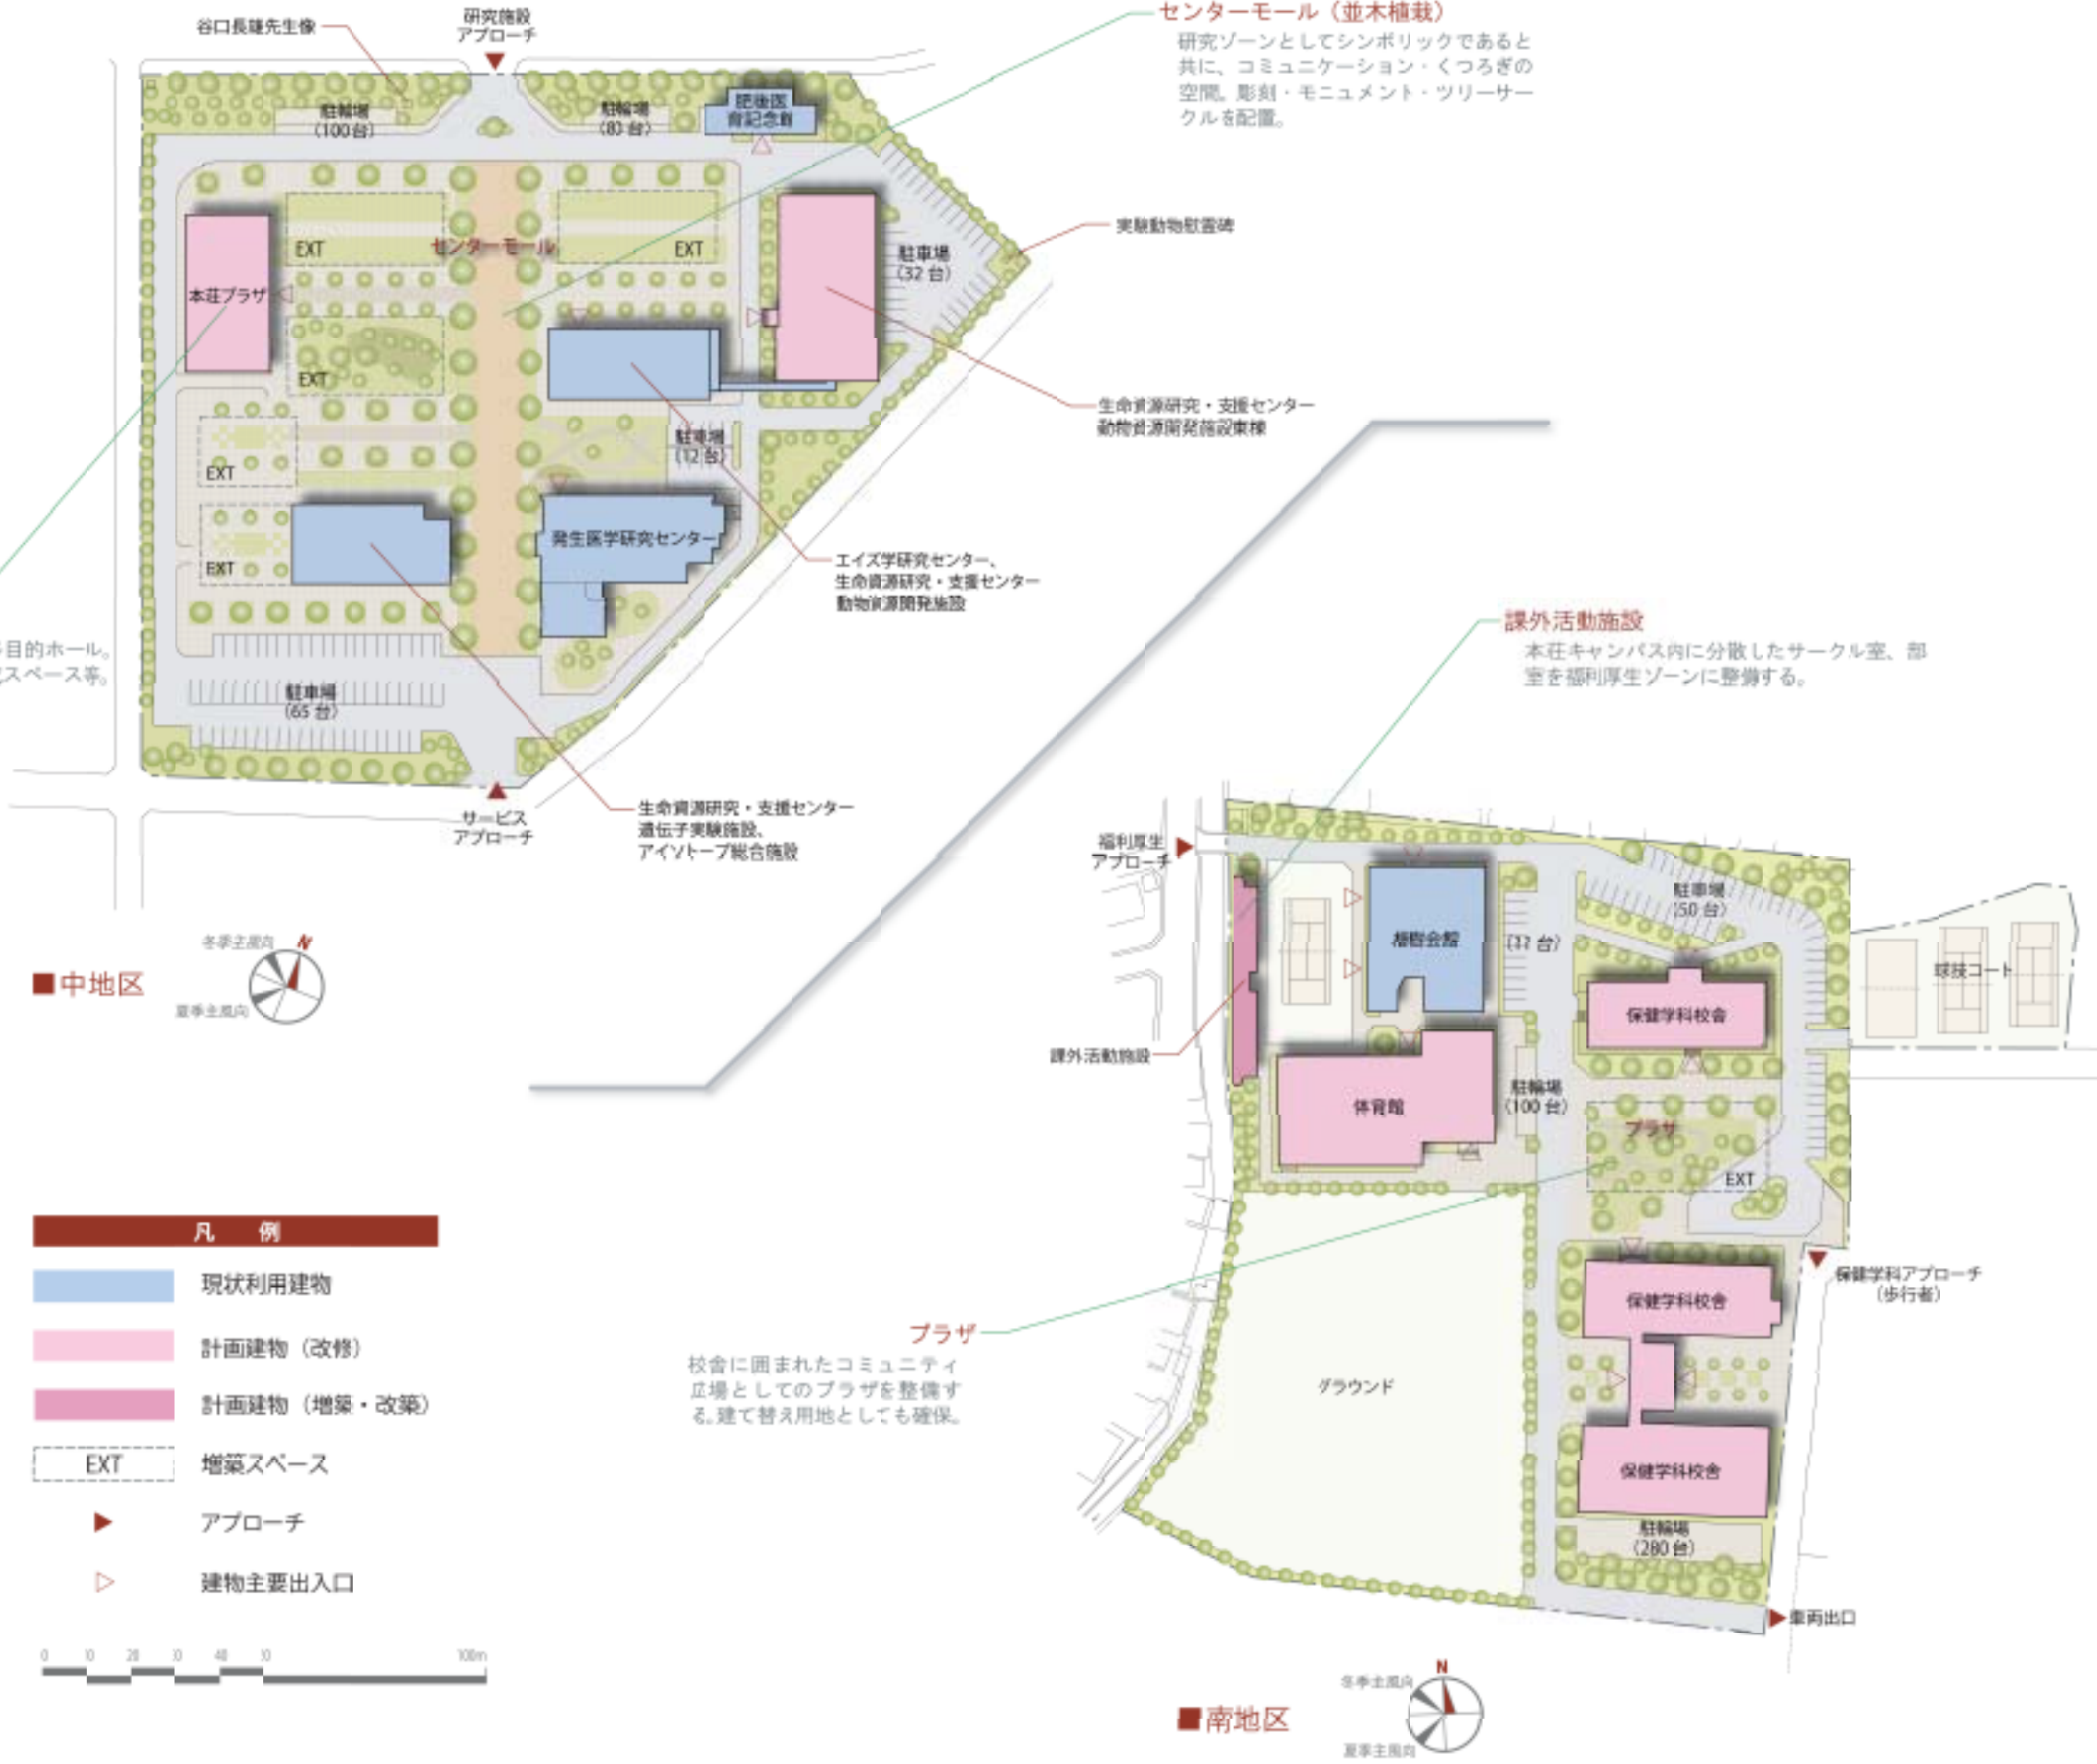 谷口長雄先生像
研究施設
アプローチ
センターモール（並木植栽）
研究ゾーンとしてシンボリックであると
共に、コミュニケーション・くつろぎの
空間。彫刻・モニュメント・ツリーサー
クルを配置。
駐輪場
（100台）
駐輪場
肥後医
育記念館
EXT
センターモール
EXT
駐車場
（32 台）
実験動物慰霊碑
本荘プラザ
EXT
生命資源研究・支援センター
動物資源開発施設東棟
駐車場
（12 台）
EXT
発生医学研究センター
EXT
エイズ学研究センター、
生命資源研究・支援センター
動物資源開発施設
目的ホール。
スペース等。
駐車場
（65 台）
サービス
アプローチ
生命資源研究・支援センター
遺伝子実験施設、
アイソトープ総合施設
課外活動施設
本荘キャンパス内に分散したサークル室、部
室を福利厚生ゾーンに整備する。
冬季主風向
N
■中地区
夏季主風向
福利厚生
アプローチ
駐車場
（50 台）
球技コート
保健学科校舎
課外活動施設
体育館
駐輪場
（100 台）
プラザ
EXT
保健学科アプローチ
（歩行者）
保健学科校舎
プラザ
校舎に囲まれたコミュニティ
広場としてのプラザを整備す
る。建て替え用地としても確保。
グラウンド
保健学科校舎
駐輪場
（280 台）
車両出口
凡　例
現状利用建物
計画建物（改修）
計画建物（増築・改築）
EXT 増築スペース
アプローチ
建物主要出入口
0 20 40 100m
冬季主風向
N
■南地区
夏季主風向